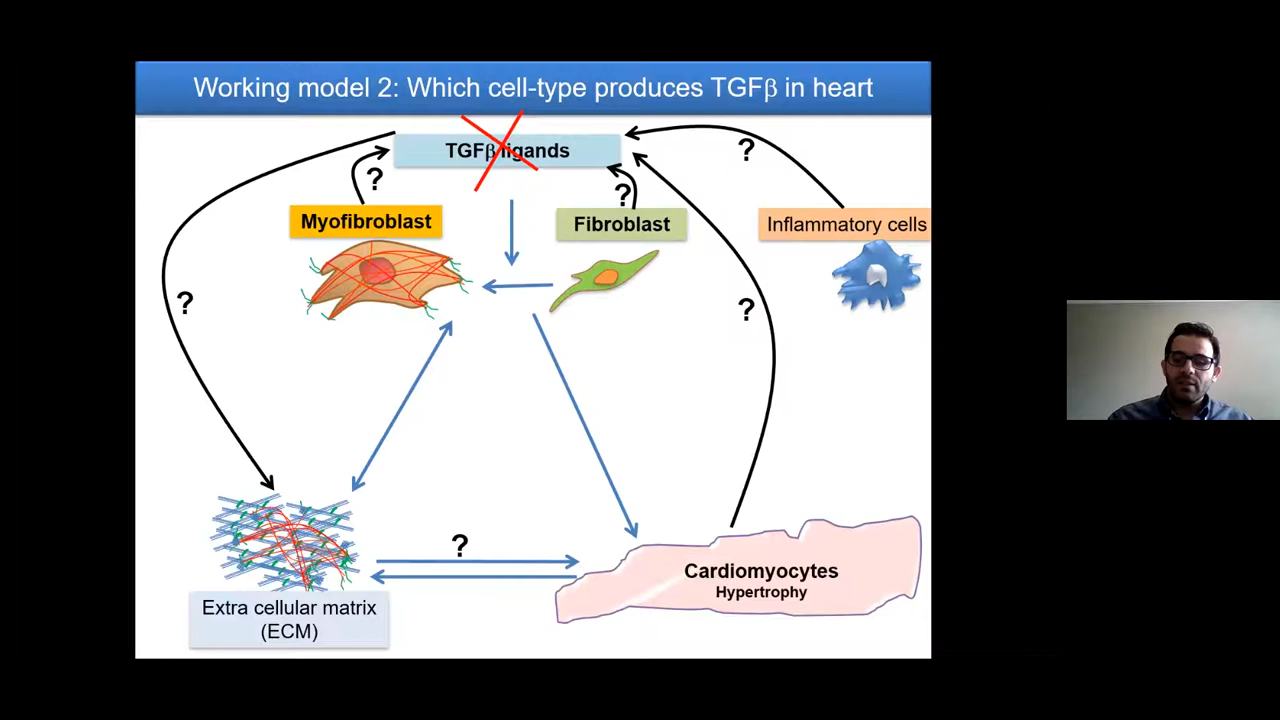 Working model 2: Which cell-type produces TGFβ in heart
TGFβ ligands
?
?
?
Myofibroblast
Fibroblast
Inflammatory cells
?
?
?
Cardiomyocytes
Hypertrophy
Extra cellular matrix
(ECM)